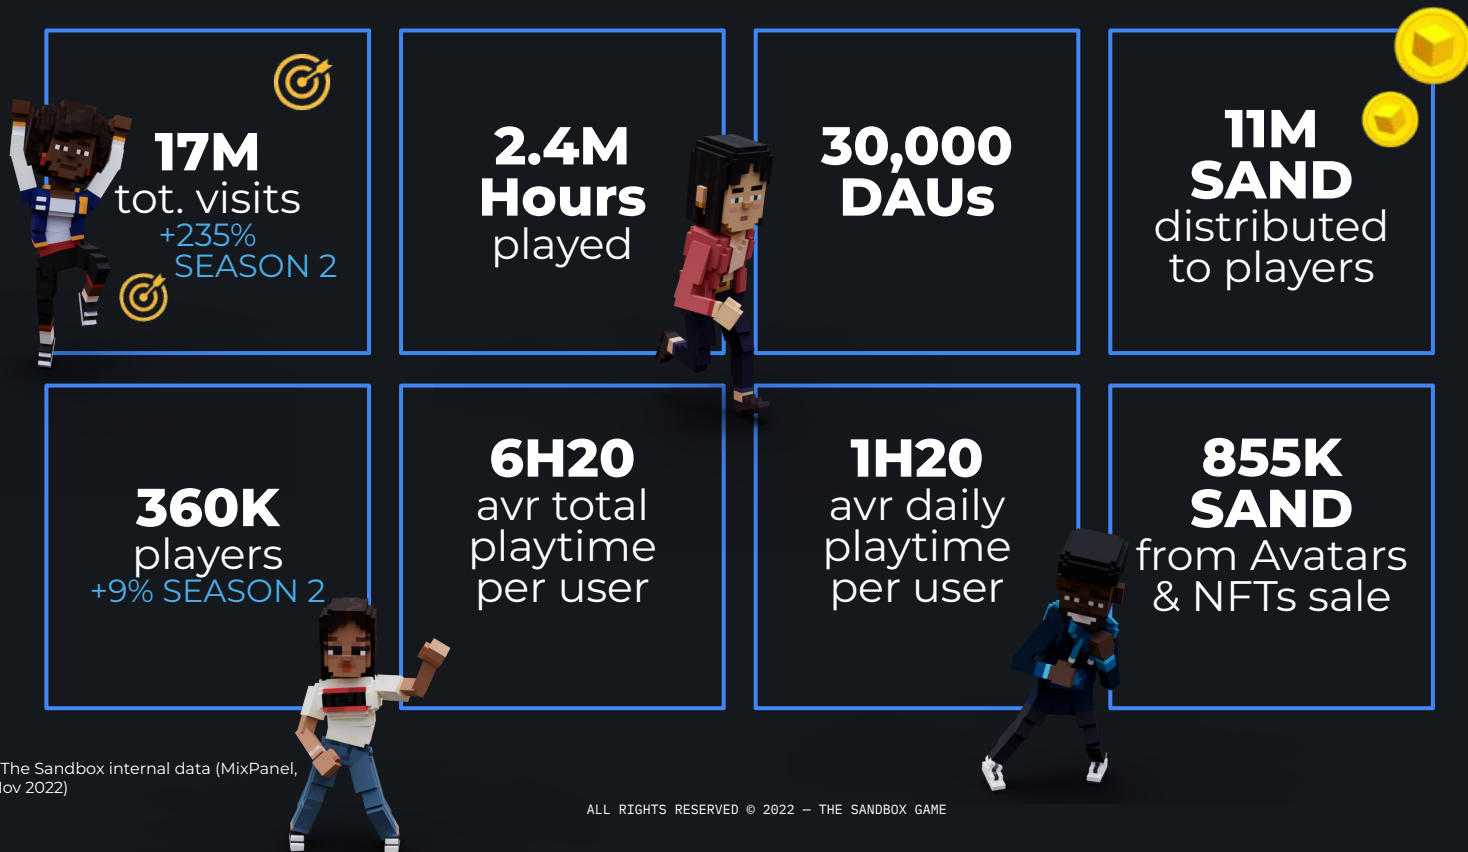 17M
tot. visits
+235%
SEASON 2
2.4M
Hours
played
30,000
DAUs
11M
SAND
distributed
to players
360K
players
+9% SEASON 2
6H20
avr total
playtime
per user
1H20
avr daily
playtime
per user
855K
SAND
from Avatars
& NFTs sale
The Sandbox internal data (MixPanel,
2022)
ALL RIGHTS RESERVED © 2022 — THE SANDBOX GAME